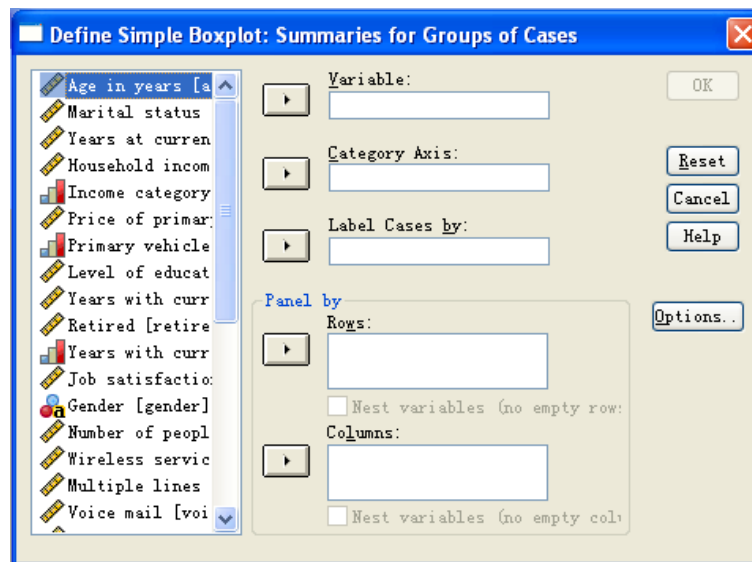 Define Simple Boxplot: Summaries for Groups of Cases
Age in years [a
Marital status
Years at curren
Household incom
Income category
Price of primar
Primary vehicle
Level of educat
Years with curr
Retired [retire
Years with curr
Job satisfactio
Gender [gender]
Number of peopl
Wireless servic
Multiple lines
Voice mail [voi
Variable:
Category Axis:
Label Cases by:
Panel by
Rows:
Nest variables (no empty rows
Columns:
Nest variables (no empty colu
OK
Reset
Cancel
Help
Options..